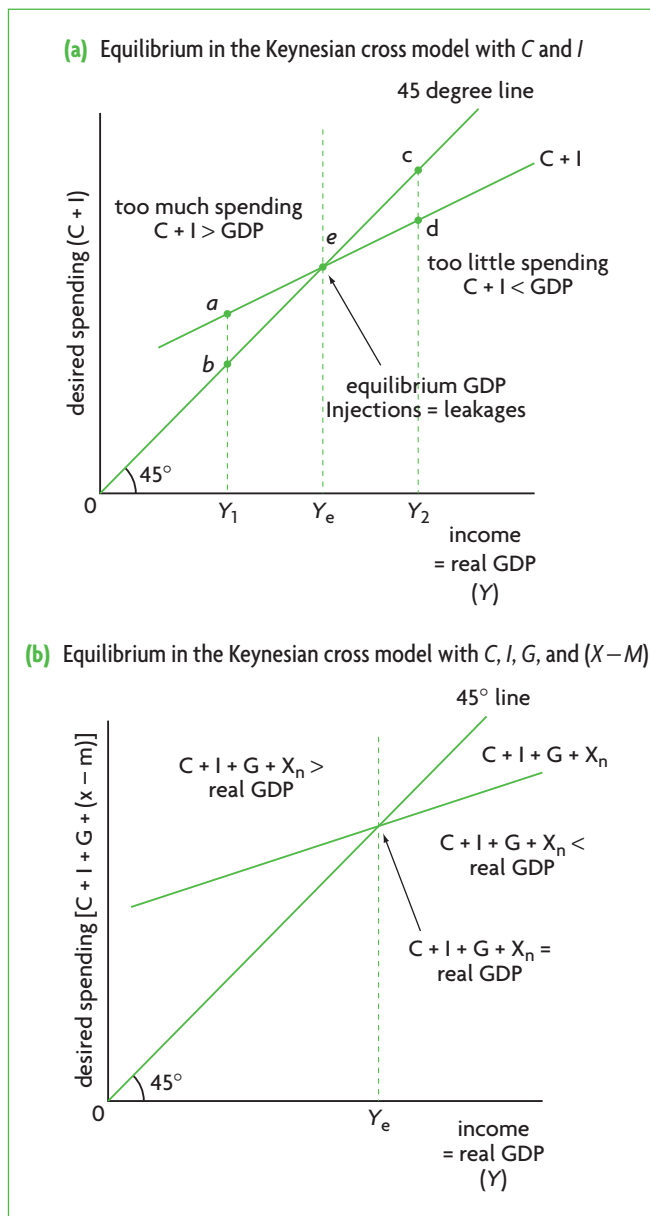 (a) Equilibrium in the Keynesian cross model with C and I
45 degree line
c
C + I
too much spending
C + I > GDP
e
d
too little spending
C + I < GDP
a
b
equilibrium GDP
Injections = leakages
desired spending (C + I)
45°
0
Y1
Ye
Y2
income
= real GDP
(Y)
(b) Equilibrium in the Keynesian cross model with C, I, G, and (X – M)
45° line
C + I + G + Xn
C + I + G + Xn >
real GDP
C + I + G + Xn <
real GDP
C + I + G + Xn =
real GDP
desired spending [C + I + G + (x – m)]
45°
0
Ye
income
= real GDP
(Y)